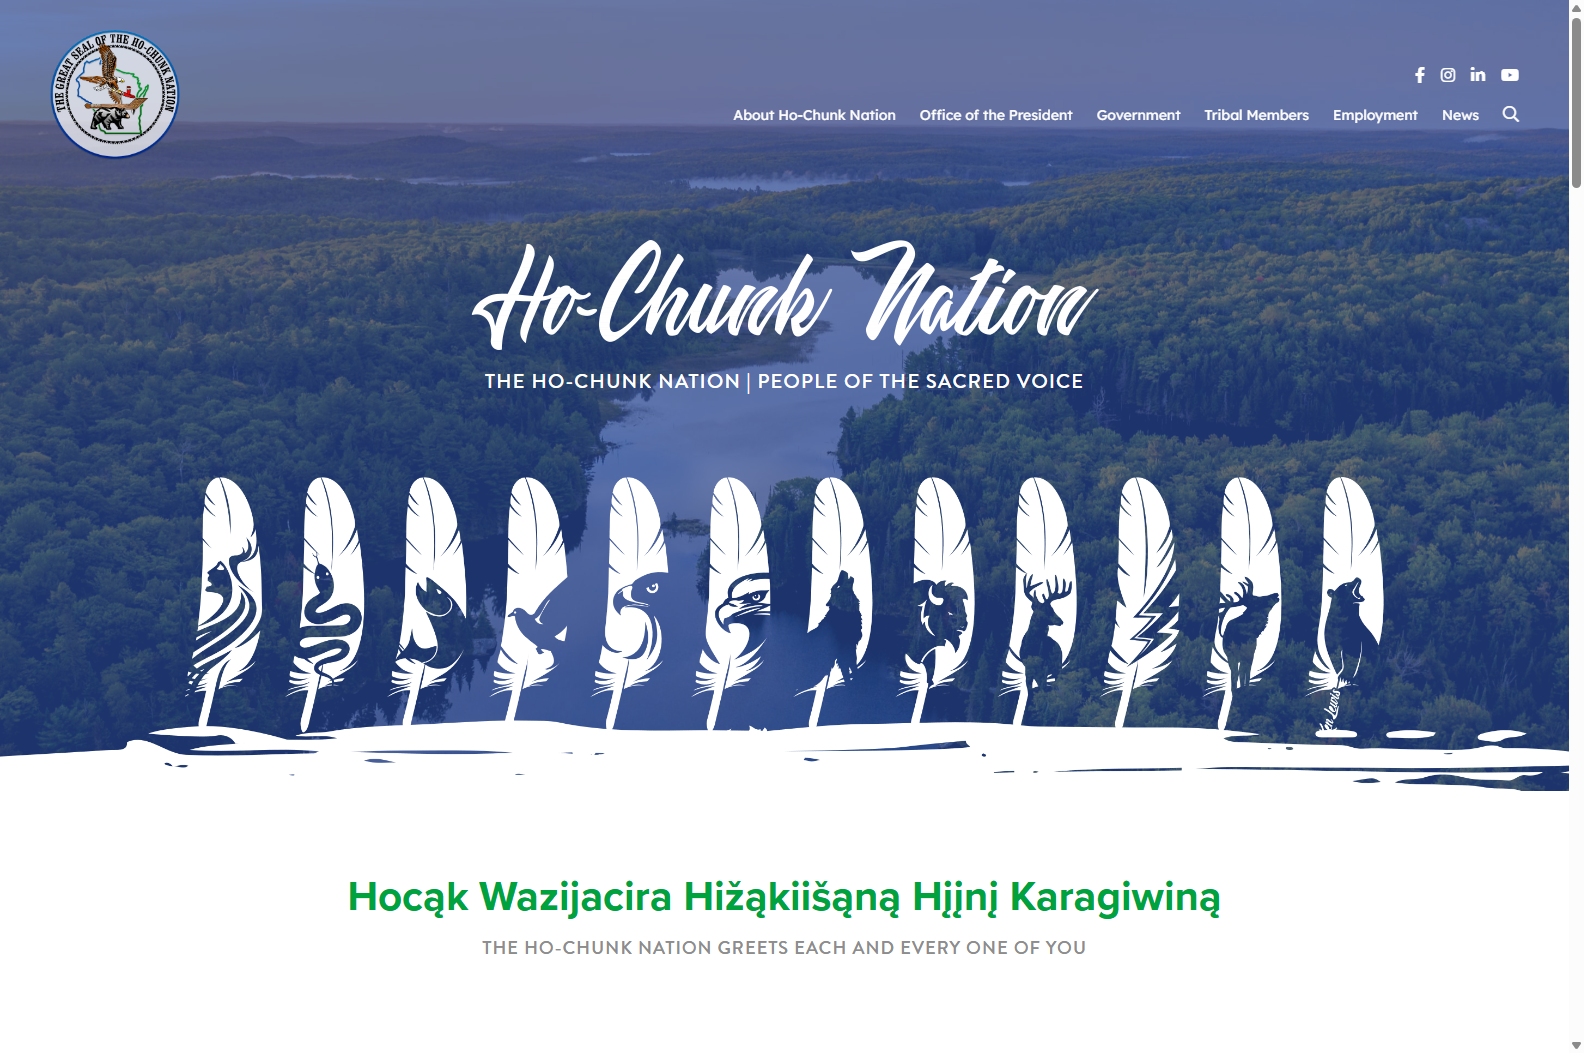 THE GREAT SEAL OF THE HO-CHUNK NATION
About Ho-Chunk Nation Office of the President Government Tribal Members Employment News
Ho-Chunk Nation
THE HO-CHUNK NATION | PEOPLE OF THE SACRED VOICE
Lewis
Hocąk Wazijacira Hižąkiišąną Hįįnį Karagiwiną
THE HO-CHUNK NATION GREETS EACH AND EVERY ONE OF YOU